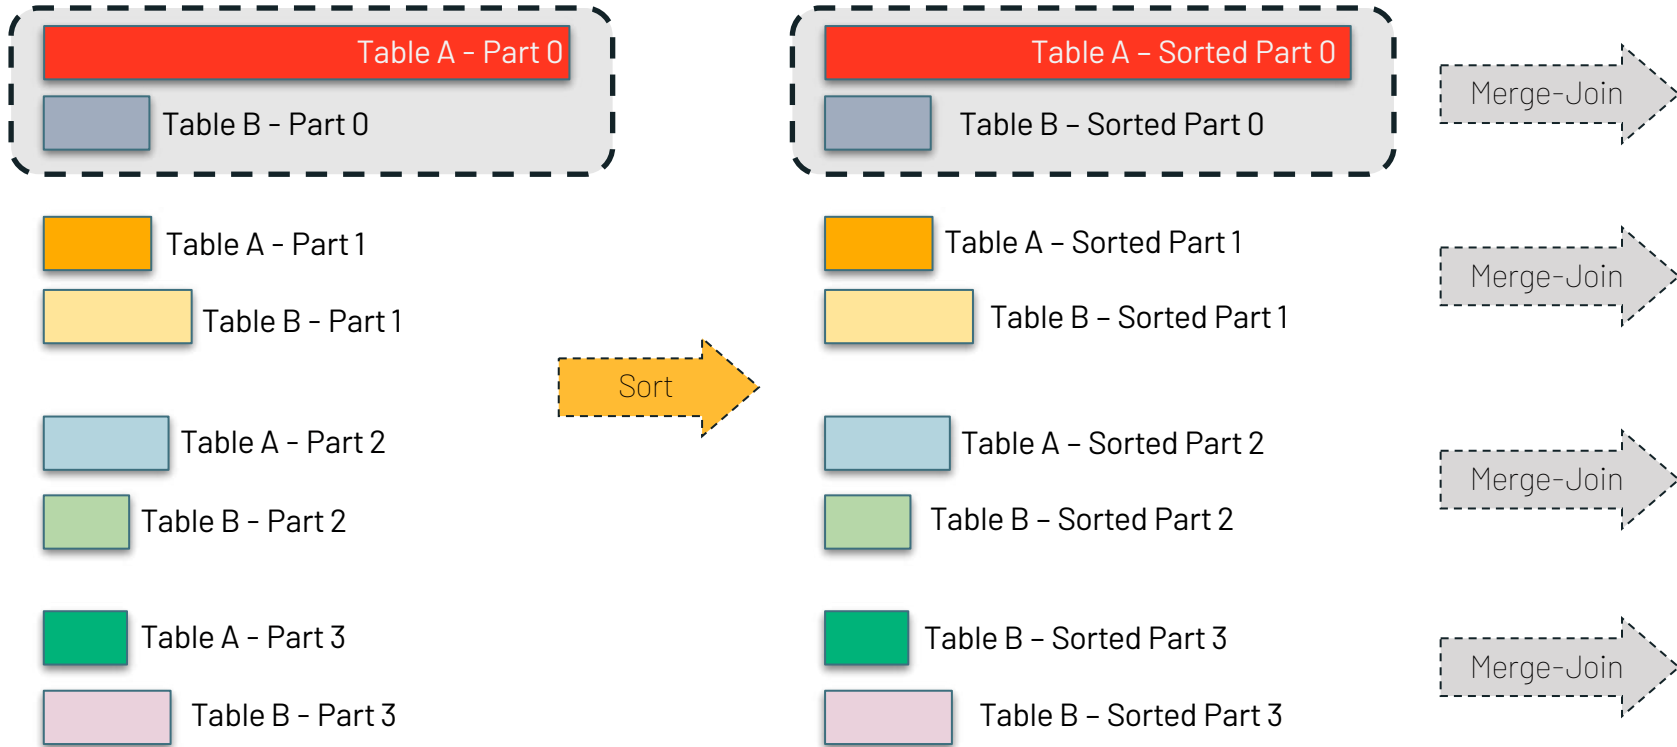 Table A - Part 0
Table B - Part 0
Table A - Part 1
Table B - Part 1
Table A - Part 2
Table B - Part 2
Table A - Part 3
Table B - Part 3
Sort
Table A – Sorted Part 0
Table B – Sorted Part 0
Table A – Sorted Part 1
Table B – Sorted Part 1
Table A – Sorted Part 2
Table B – Sorted Part 2
Table B – Sorted Part 3
Table B – Sorted Part 3
Merge-Join
Merge-Join
Merge-Join
Merge-Join